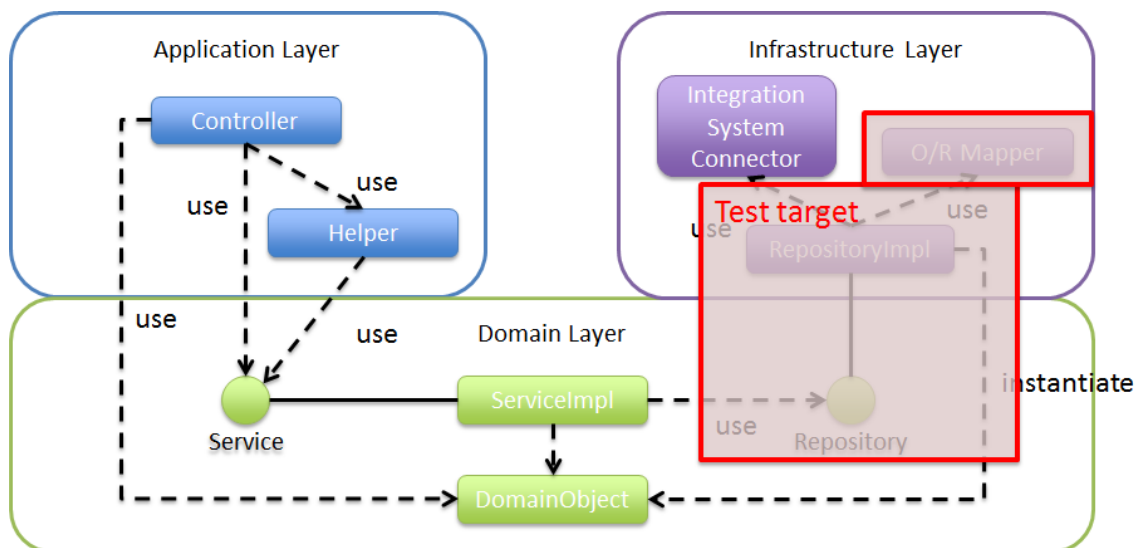 Application Layer
Infrastructure Layer
Controller
Integration
System
Connector
O/R Mapper
use
use
Helper
Test target
use
use
RepositoryImpl
use
use
Domain Layer
instantiate
ServiceImpl
use
Service
Repository
DomainObject